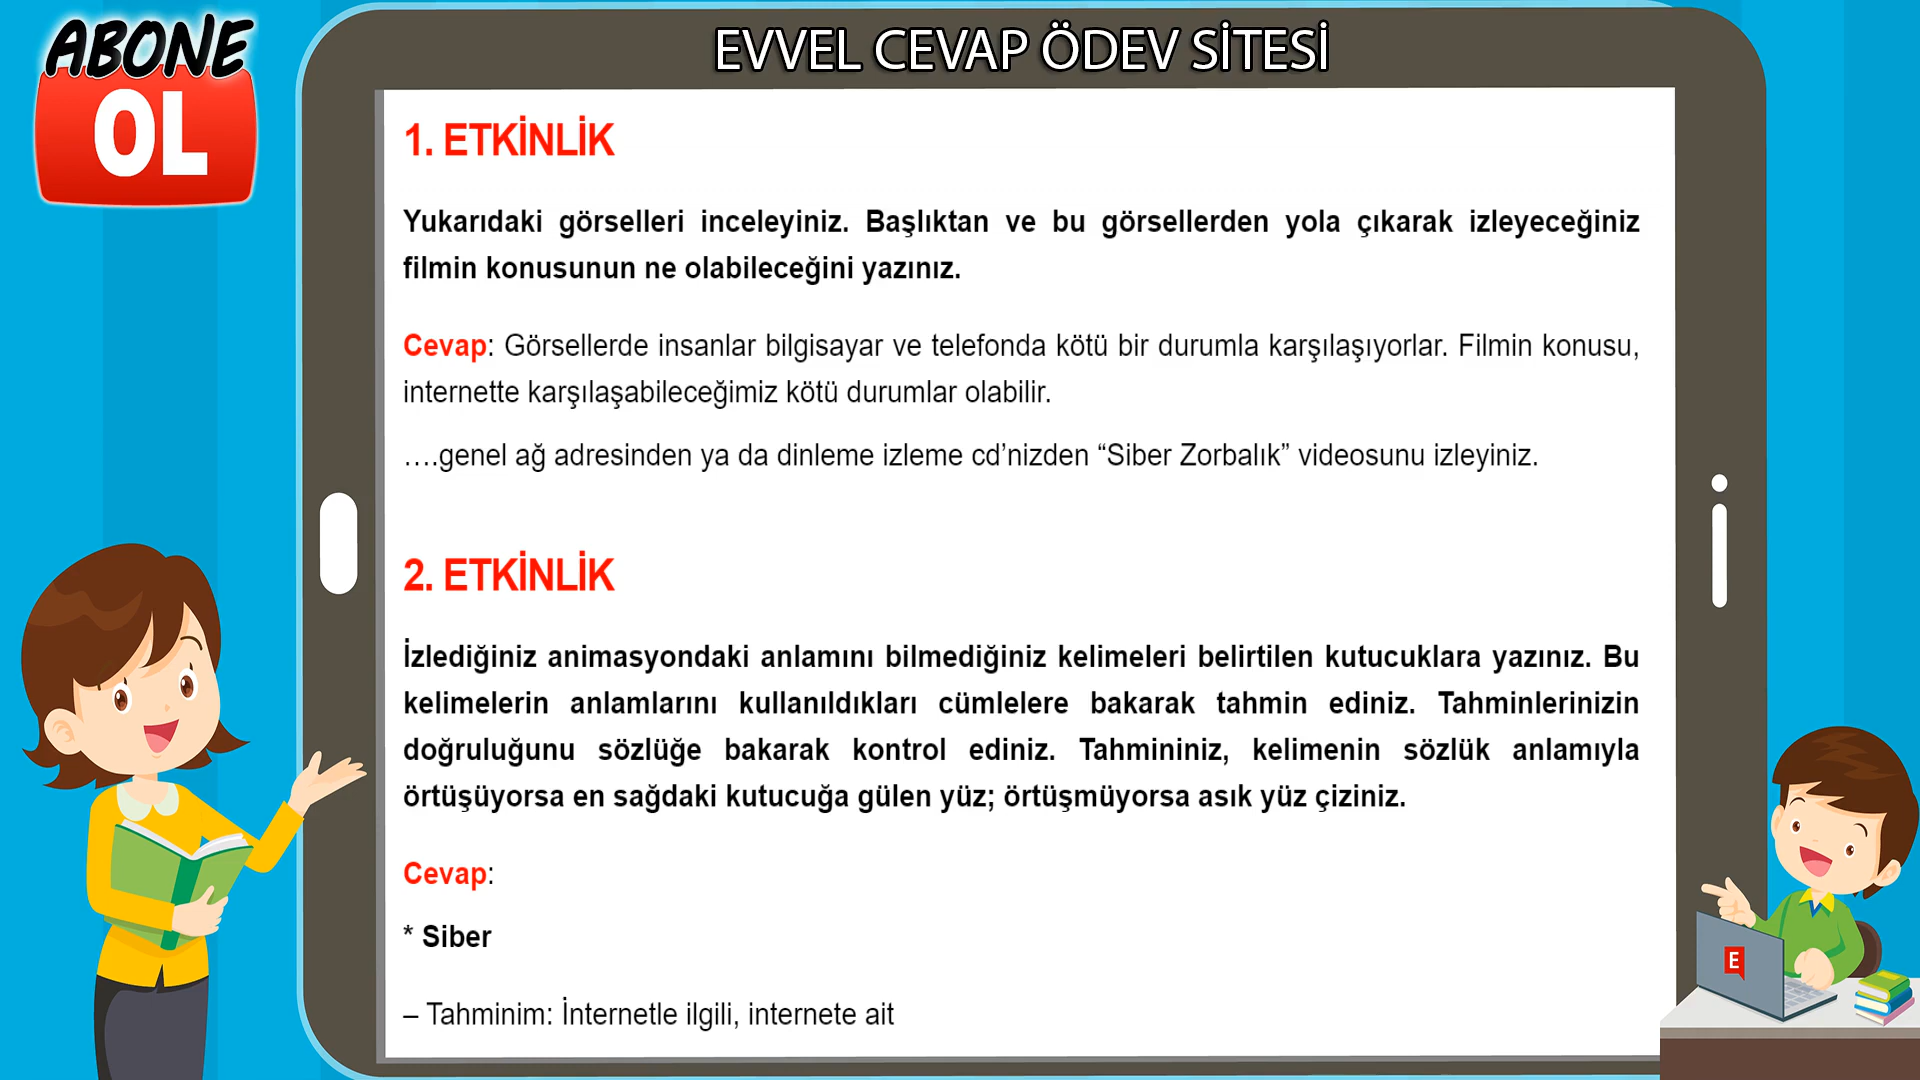 ABONE
OL
EVVEL CEVAP ÖDEV SİTESİ
1. ETKİNLİK
Yukarıdaki görselleri inceleyiniz. Başlıktan ve bu görsellerden yola çıkarak izleyeceğiniz
filmin konusunun ne olabileceğini yazınız.
Cevap: Görsellerde insanlar bilgisayar ve telefonda kötü bir durumla karşılaşıyorlar. Filmin konusu,
internette karşılaşabileceğimiz kötü durumlar olabilir.
….genel ağ adresinden ya da dinleme izleme cd’nizden “Siber Zorbalık” videosunu izleyiniz.
2. ETKİNLİK
İzlediğiniz animasyondaki anlamını bilmediğiniz kelimeleri belirtilen kutucuklara yazınız. Bu
kelimelerin anlamlarını kullanıldıkları cümlelere bakarak tahmin ediniz. Tahminlerinizin
doğruluğunu sözlüğe bakarak kontrol ediniz. Tahmininiz, kelimenin sözlük anlamıyla
örtüşüyorsa en sağdaki kutucuğa gülen yüz; örtüşmüyorsa asık yüz çiziniz.
Cevap:
* Siber
– Tahminim: İnternetle ilgili, internete ait
E